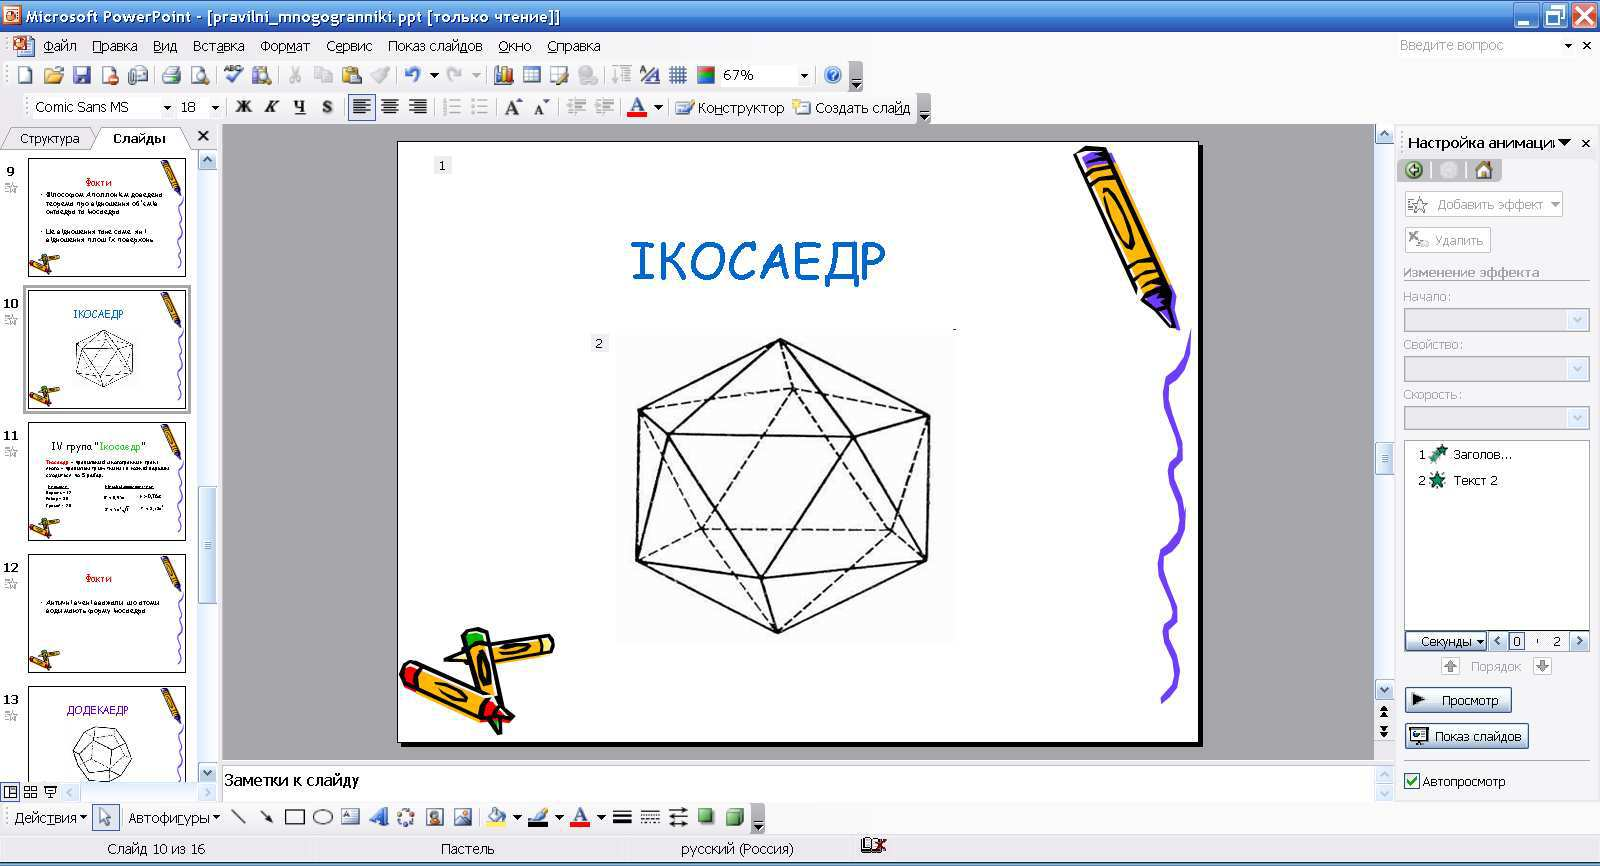 Microsoft PowerPoint - [pravilni_mnogogranniki.ppt [только чтение]]
Файл Правка Вид Вставка Формат Сервис Показ слайдов Окно Справка Введите вопрос
67%
Comic Sans MS 18 Ж К Ч S Конструктор Создать слайд
Структура Слайды
Настройка анимаци
9
Факти
10
ІКОСАЕДР
11
IV група "Ікосаедр"
12
Факти
13
ДОДЕКАЕДР
1
ІКОСАЕДР
2
Добавить эффект
Удалить
Изменение эффекта
Начало:
Свойство:
Скорость:
1 Заголов...
2 Текст 2
Секунды 0 2
Порядок
Просмотр
Показ слайдов
Автопросмотр
Заметки к слайду
Действия Автофигуры
Слайд 10 из 16 Пастель русский (Россия)